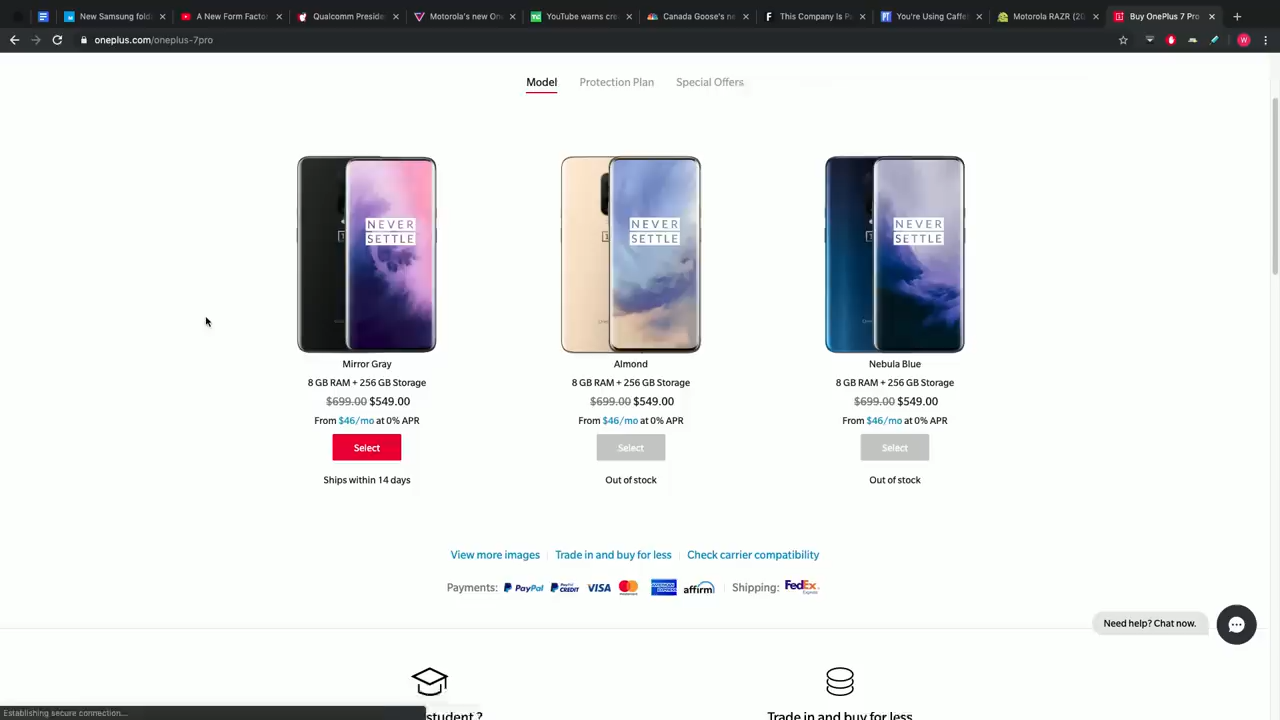 New Samsung fold
A New Form Factor
Qualcomm Preside
Motorola's new On
YouTube warns cre
Canada Goose's ne
This Company Is P
You're Using Caffe
Motorola RAZR (20
Buy OnePlus 7 Pro
oneplus.com/oneplus-7pro
W
Model Protection Plan Special Offers
NEVER SETTLE
NEVER SETTLE
NEVER SETTLE
Mirror Gray
8 GB RAM + 256 GB Storage
$699.00 $549.00
From $46/mo at 0% APR
Select
Ships within 14 days
Almond
8 GB RAM + 256 GB Storage
$699.00 $549.00
From $46/mo at 0% APR
Select
Out of stock
Nebula Blue
8 GB RAM + 256 GB Storage
$699.00 $549.00
From $46/mo at 0% APR
Select
Out of stock
View more images Trade in and buy for less Check carrier compatibility
Payments: PayPal PayPal CREDIT VISA AMERICAN EXPRESS affirm Shipping: FedEx Express
Need help? Chat now.
student ?
Trade in and buy for less
Establishing secure connection...